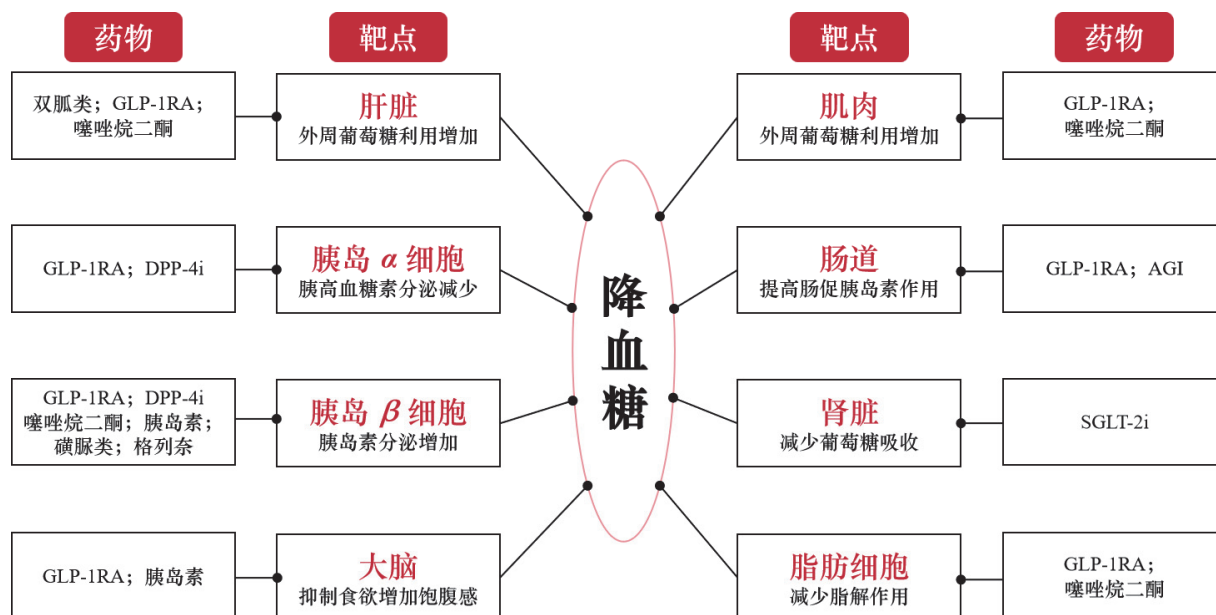 药物
靶点
靶点
药物
双胍类；GLP-1RA；
噻唑烷二酮
肝脏
外周葡萄糖利用增加
肌肉
外周葡萄糖利用增加
GLP-1RA；
噻唑烷二酮
GLP-1RA；DPP-4i
胰岛 α 细胞
胰高血糖素分泌减少
肠道
提高肠促胰岛素作用
GLP-1RA；AGI
降
血
糖
GLP-1RA；DPP-4i
噻唑烷二酮；胰岛素；
磺脲类；格列奈
胰岛 β 细胞
胰岛素分泌增加
肾脏
减少葡萄糖吸收
SGLT-2i
GLP-1RA；胰岛素
大脑
抑制食欲增加饱腹感
脂肪细胞
减少脂解作用
GLP-1RA；
噻唑烷二酮